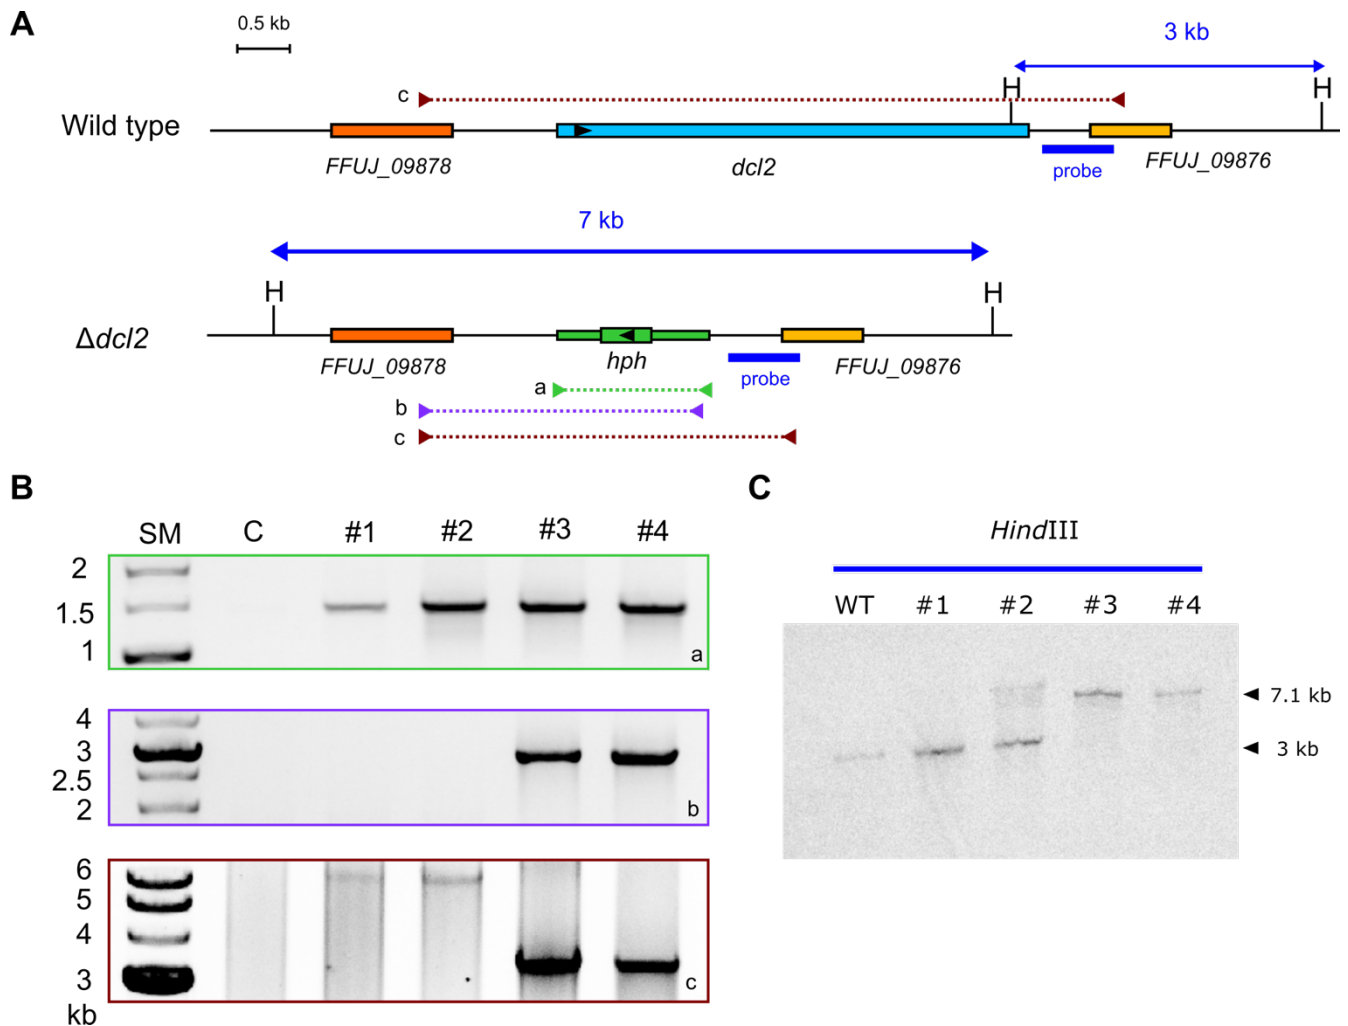 A
0.5 kb
3 kb
H H
c
Wild type
FFUJ_09878
dcl2
probe
FFUJ_09876
7 kb
H H
Δdcl2
FFUJ_09878
hph
probe
FFUJ_09876
a
b
c
B
SM C #1 #2 #3 #4
2
1.5
1
a
4
3
2.5
2
b
6
5
4
3
c
kb
C
HindIII
WT #1 #2 #3 #4
7.1 kb
3 kb